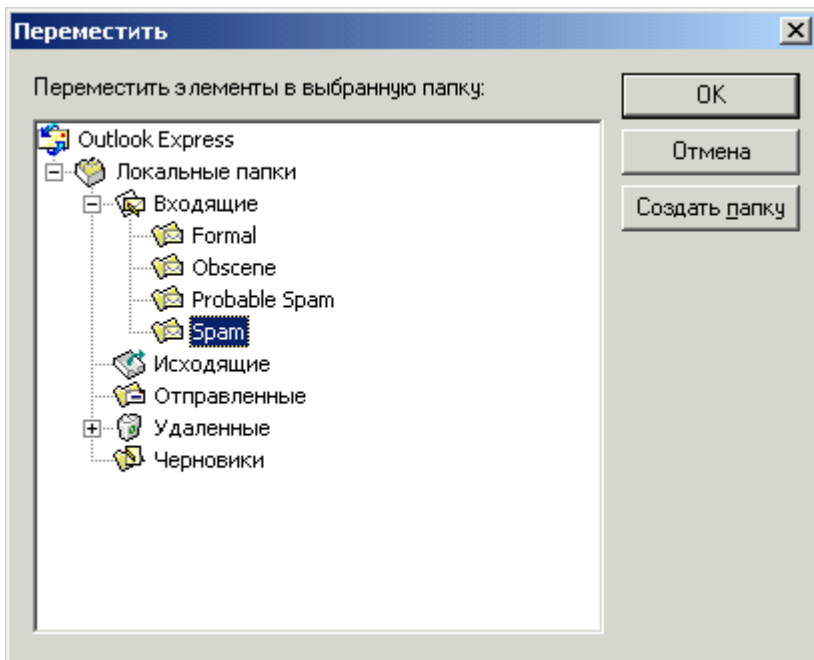 Переместить
Переместить элементы в выбранную папку:
OK
Отмена
Создать папку
Outlook Express
Локальные папки
Входящие
Formal
Obscene
Probable Spam
Spam
Исходящие
Отправленные
Удаленные
Черновики